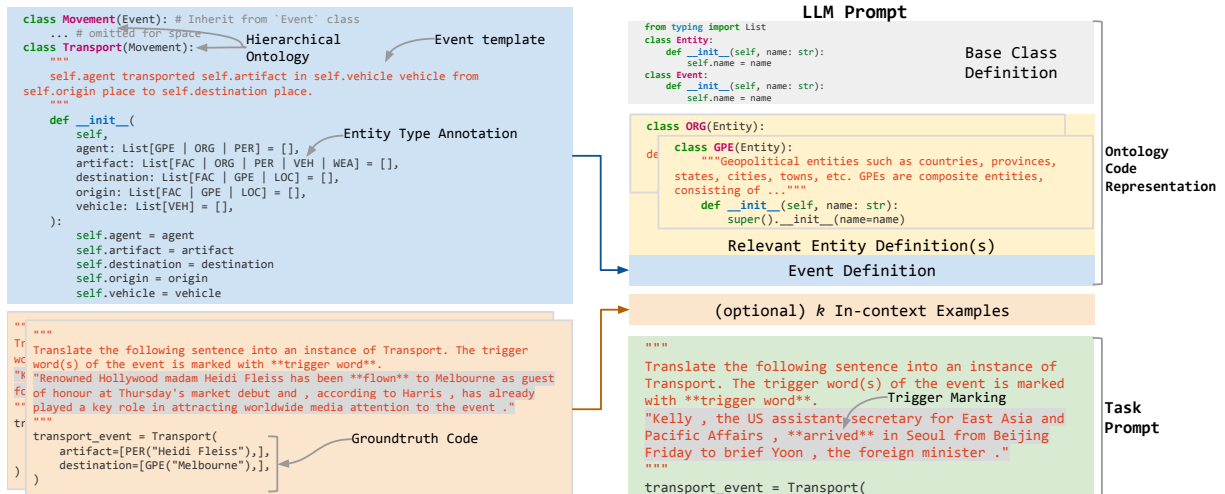 class Movement(Event): # Inherit from `Event` class
... # omitted for space
class Transport(Movement):
Hierarchical
Ontology
Event template
"""
self.agent transported self.artifact in self.vehicle vehicle from
self.origin place to self.destination place.
"""
def __init__(
self,
agent: List[GPE | ORG | PER] = [],
artifact: List[FAC | ORG | PER | VEH | WEA] = [],
destination: List[FAC | GPE | LOC] = [],
origin: List[FAC | GPE | LOC] = [],
vehicle: List[VEH] = [],
):
Entity Type Annotation
self.agent = agent
self.artifact = artifact
self.destination = destination
self.origin = origin
self.vehicle = vehicle
"""
Translate the following sentence into an instance of Transport. The trigger
word(s) of the event is marked with **trigger word**.
"Renowned Hollywood madam Heidi Fleiss has been **flown** to Melbourne as guest
of honour at Thursday's market debut and , according to Harris , has already
played a key role in attracting worldwide media attention to the event ."
"""
transport_event = Transport(
artifact=[PER("Heidi Fleiss"),],
destination=[GPE("Melbourne"),],
)
Groundtruth Code
""
Tr
wo
"K
fo
""
tr
)
LLM Prompt
from typing import List
class Entity:
def __init__(self, name: str):
self.name = name
class Event:
def __init__(self, name: str):
self.name = name
Base Class
Definition
class ORG(Entity):
de
class GPE(Entity):
"""Geopolitical entities such as countries, provinces,
states, cities, towns, etc. GPEs are composite entities,
consisting of ..."""
def __init__(self, name: str):
super().__init__(name=name)
Relevant Entity Definition(s)
Event Definition
Ontology
Code
Representation
(optional) k In-context Examples
"""
Translate the following sentence into an instance of
Transport. The trigger word(s) of the event is marked
with **trigger word**.
Trigger Marking
"Kelly , the US assistant secretary for East Asia and
Pacific Affairs , **arrived** in Seoul from Beijing
Friday to brief Yoon , the foreign minister ."
"""
transport_event = Transport(
Task
Prompt